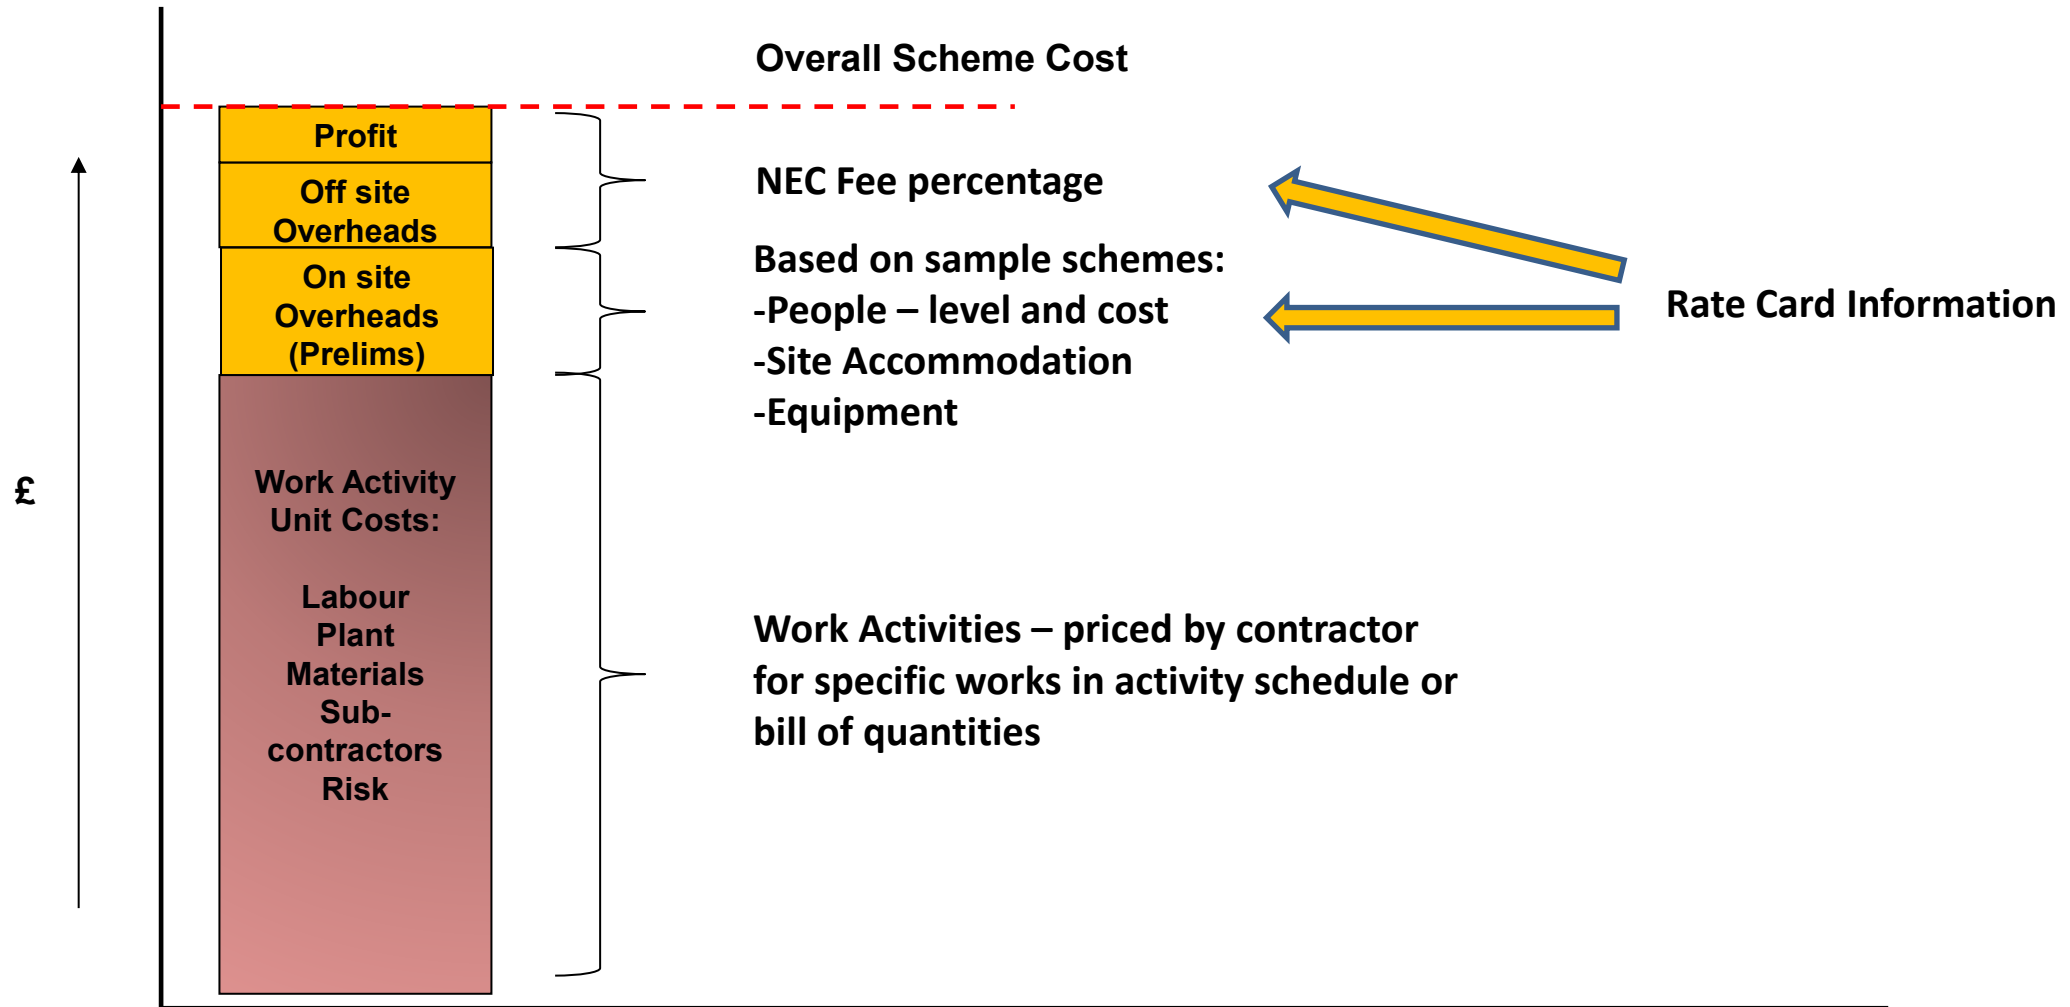 Overall Scheme Cost
Profit
Off site
Overheads
On site
Overheads
(Prelims)
Work Activity
Unit Costs:
Labour
Plant
Materials
Sub-
contractors
Risk
£
NEC Fee percentage
Based on sample schemes:
-People – level and cost
-Site Accommodation
-Equipment
Work Activities – priced by contractor
for specific works in activity schedule or
bill of quantities
Rate Card Information